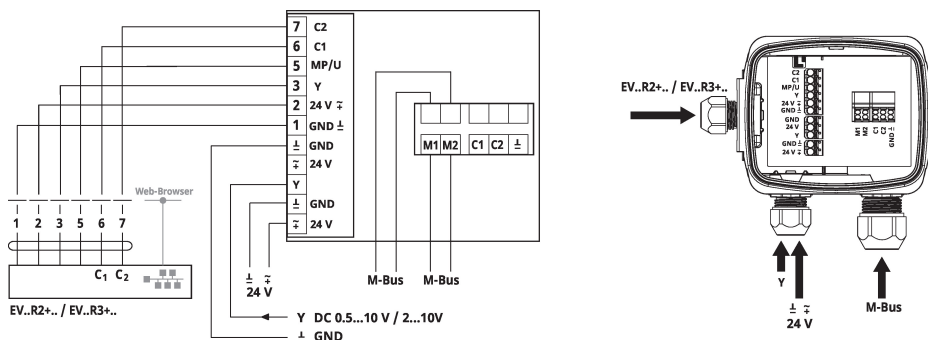 7 C2
6 C1
5 MP/U
3 Y
2 24 V ⏦
1 GND ⊥
⊥ GND
⏦ 24 V
Y
⊥ GND
⏦ 24 V
M1 M2 C1 C2 ⊥
Web-Browser
1 2 3 5 6 7
C1 C2
EV..R2+.. / EV..R3+..
⊥ ⏦
24 V
M-Bus M-Bus
Y DC 0.5...10 V / 2...10V
⊥ GND
EV..R2+.. / EV..R3+..
C2
C1
MP/U
Y
24 V ⏦
GND ⊥
GND
24 V
Y
GND ⊥
24 V ⏦
M1
M2
C1
C2
GND ⊥
Y
⊥ ⏦
24 V
M-Bus